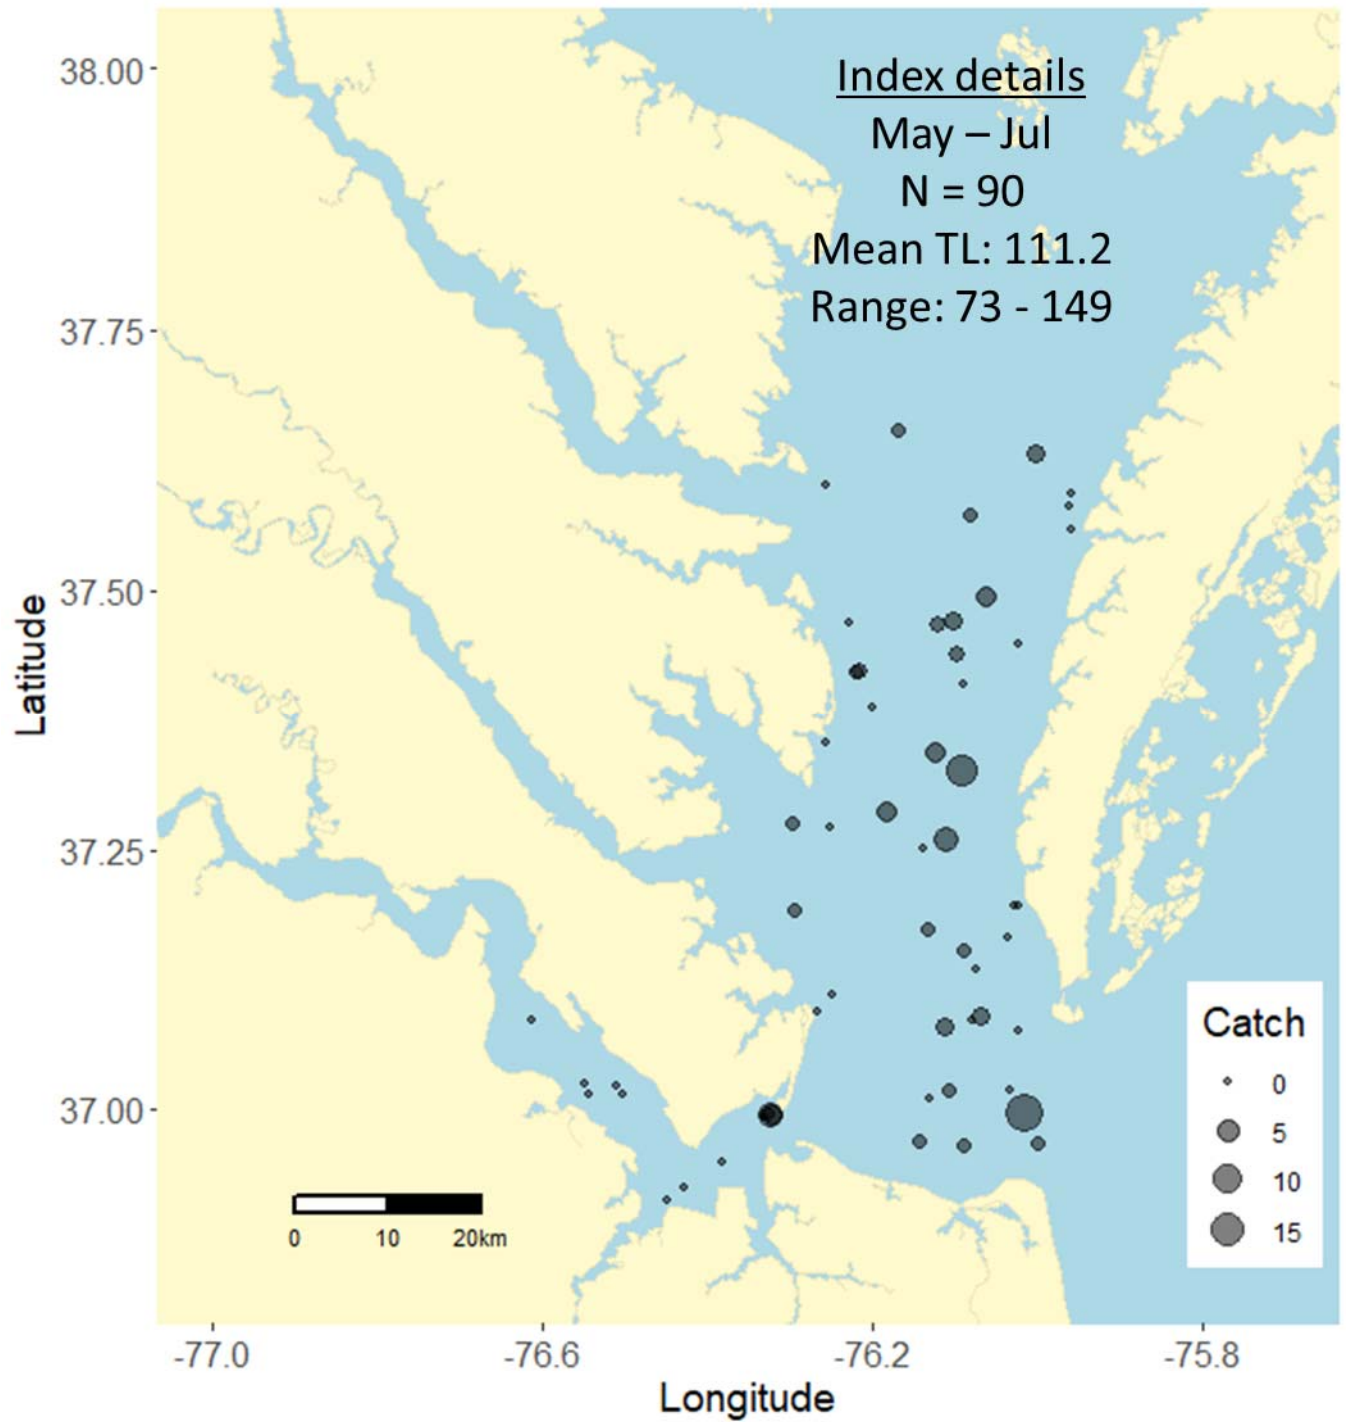 Index details
May – Jul
N = 90
Mean TL: 111.2
Range: 73 - 149
38.00
37.75
37.50
37.25
37.00
Latitude
Catch
0
5
10
15
0 10 20km
-77.0 -76.6 -76.2 -75.8
Longitude